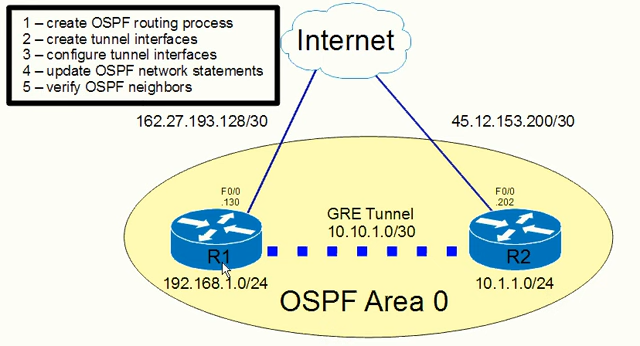 1 – create OSPF routing process
2 – create tunnel interfaces
3 – configure tunnel interfaces
4 – update OSPF network statements
5 – verify OSPF neighbors
Internet
162.27.193.128/30
45.12.153.200/30
F0/0
.130
F0/0
.202
GRE Tunnel
10.10.1.0/30
R1
R2
192.168.1.0/24
10.1.1.0/24
OSPF Area 0